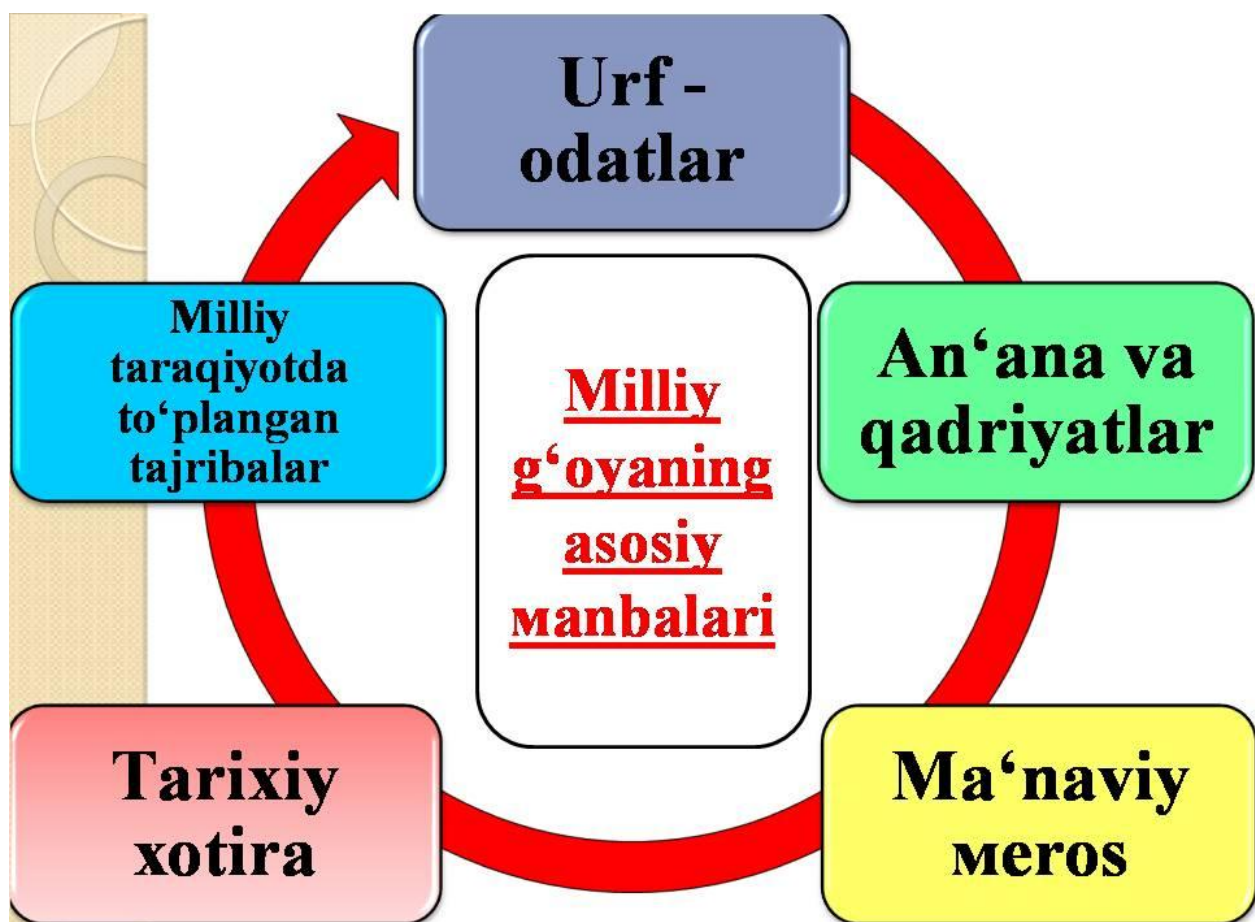 Urf -
odatlar
An‘ana va
qadriyatlar
Ma‘naviy
мeros
Tarixiy
xotira
Milliy
taraqiyotda
to‘plangan
tajribalar
Milliy
g‘oyaning
asosiy
мanbalari